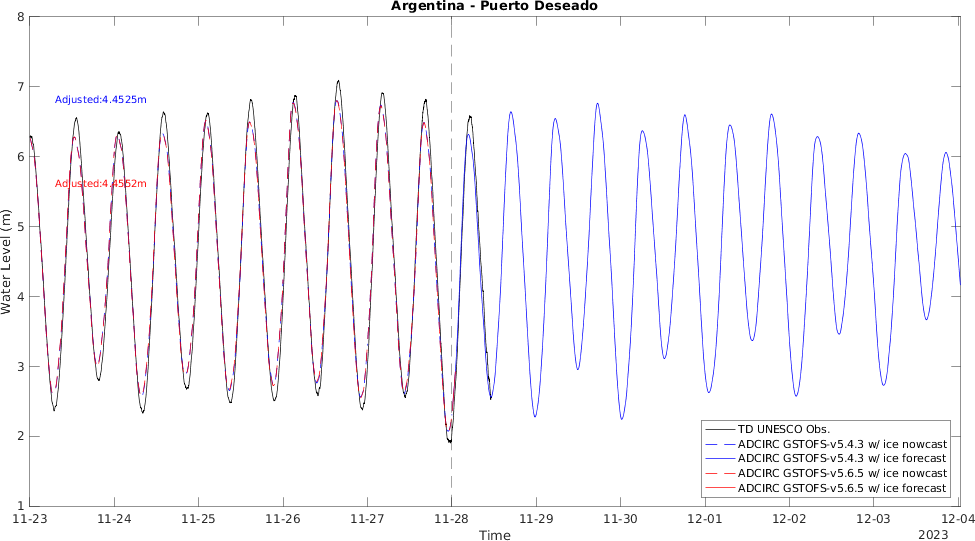 Argentina - Puerto Deseado
8
7
6
5
4
3
2
1
Water Level (m)
Adjusted:4.4525m
Adjusted:4.4552m
TD UNESCO Obs.
ADCIRC GSTOFS-v5.4.3 w/ ice nowcast
ADCIRC GSTOFS-v5.4.3 w/ ice forecast
ADCIRC GSTOFS-v5.6.5 w/ ice nowcast
ADCIRC GSTOFS-v5.6.5 w/ ice forecast
11-23 11-24 11-25 11-26 11-27 11-28 11-29 11-30 12-01 12-02 12-03 12-04
Time
2023